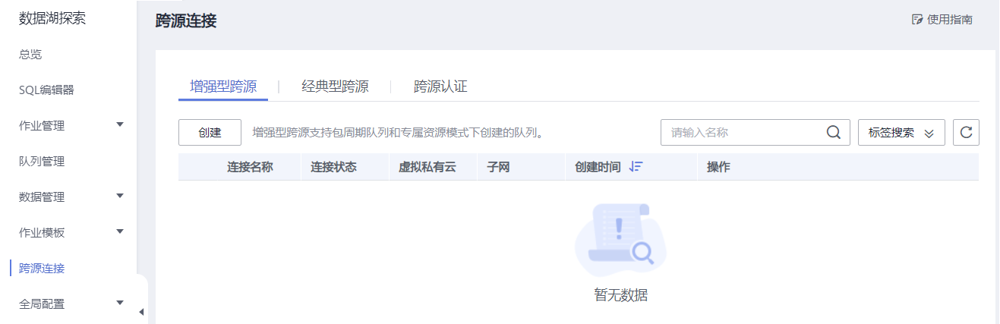 数据湖探索
总览
SQL编辑器
作业管理
队列管理
数据管理
作业模板
跨源连接
全局配置
跨源连接
使用指南
增强型跨源 经典型跨源 跨源认证
创建 增强型跨源支持包周期队列和专属资源模式下创建的队列。 请输入名称 标签搜索
连接名称 连接状态 虚拟私有云 子网 创建时间 操作
暂无数据